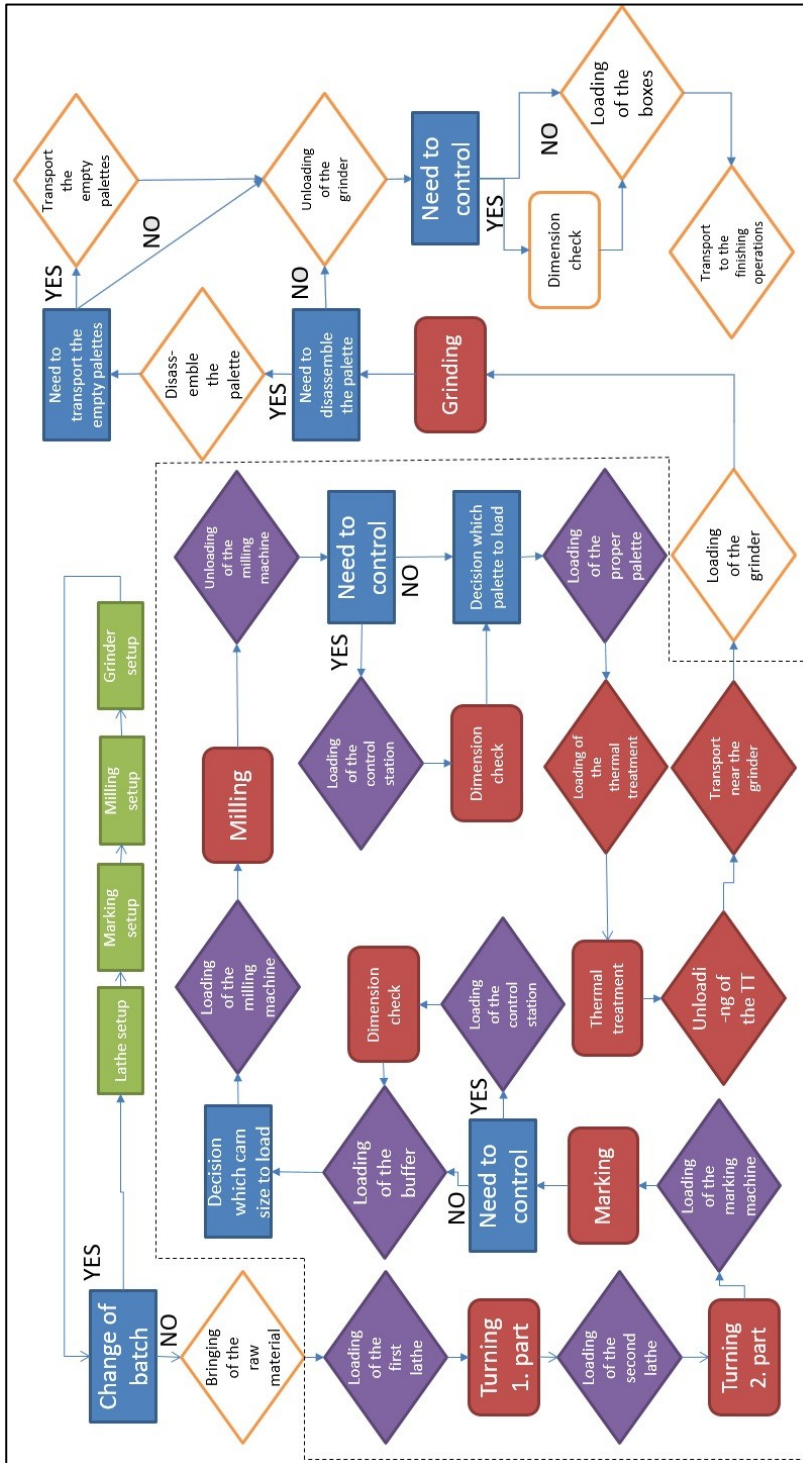 Change of
batch
YES
NO
Lathe setup
Marking
setup
Milling
setup
Grinder
setup
Bringing
of the
raw
material
Loading
of the
first
lathe
Turning
1. part
Loading
of the
second
lathe
Turning
2. part
Loading
of the
marking
machine
Marking
Need to
control
YES
NO
Loading
of the
control
station
Dimension
check
Loading
of the
buffer
Decision
which cam
size to load
Loading
of the
milling
machine
Milling
Unloading
of the
milling
machine
Need to
control
YES
NO
Loading
of the
control
station
Dimension
check
Decision which
palette to load
Loading
of the
proper
palette
Loading of
the
thermal
treatment
Thermal
treatment
Unloadi
-ng of
the TT
Transport
near the
grinder
Loading
of the
grinder
Grinding
Need to
disassemble
the palette
YES
NO
Disass-
emble the
palette
Need to
transport the
empty palettes
YES
NO
Transport
the
empty
palettes
Unloading
of the
grinder
Need to
control
YES
NO
Dimension
check
Loading
of the
boxes
Transport
to the
finishing
operations